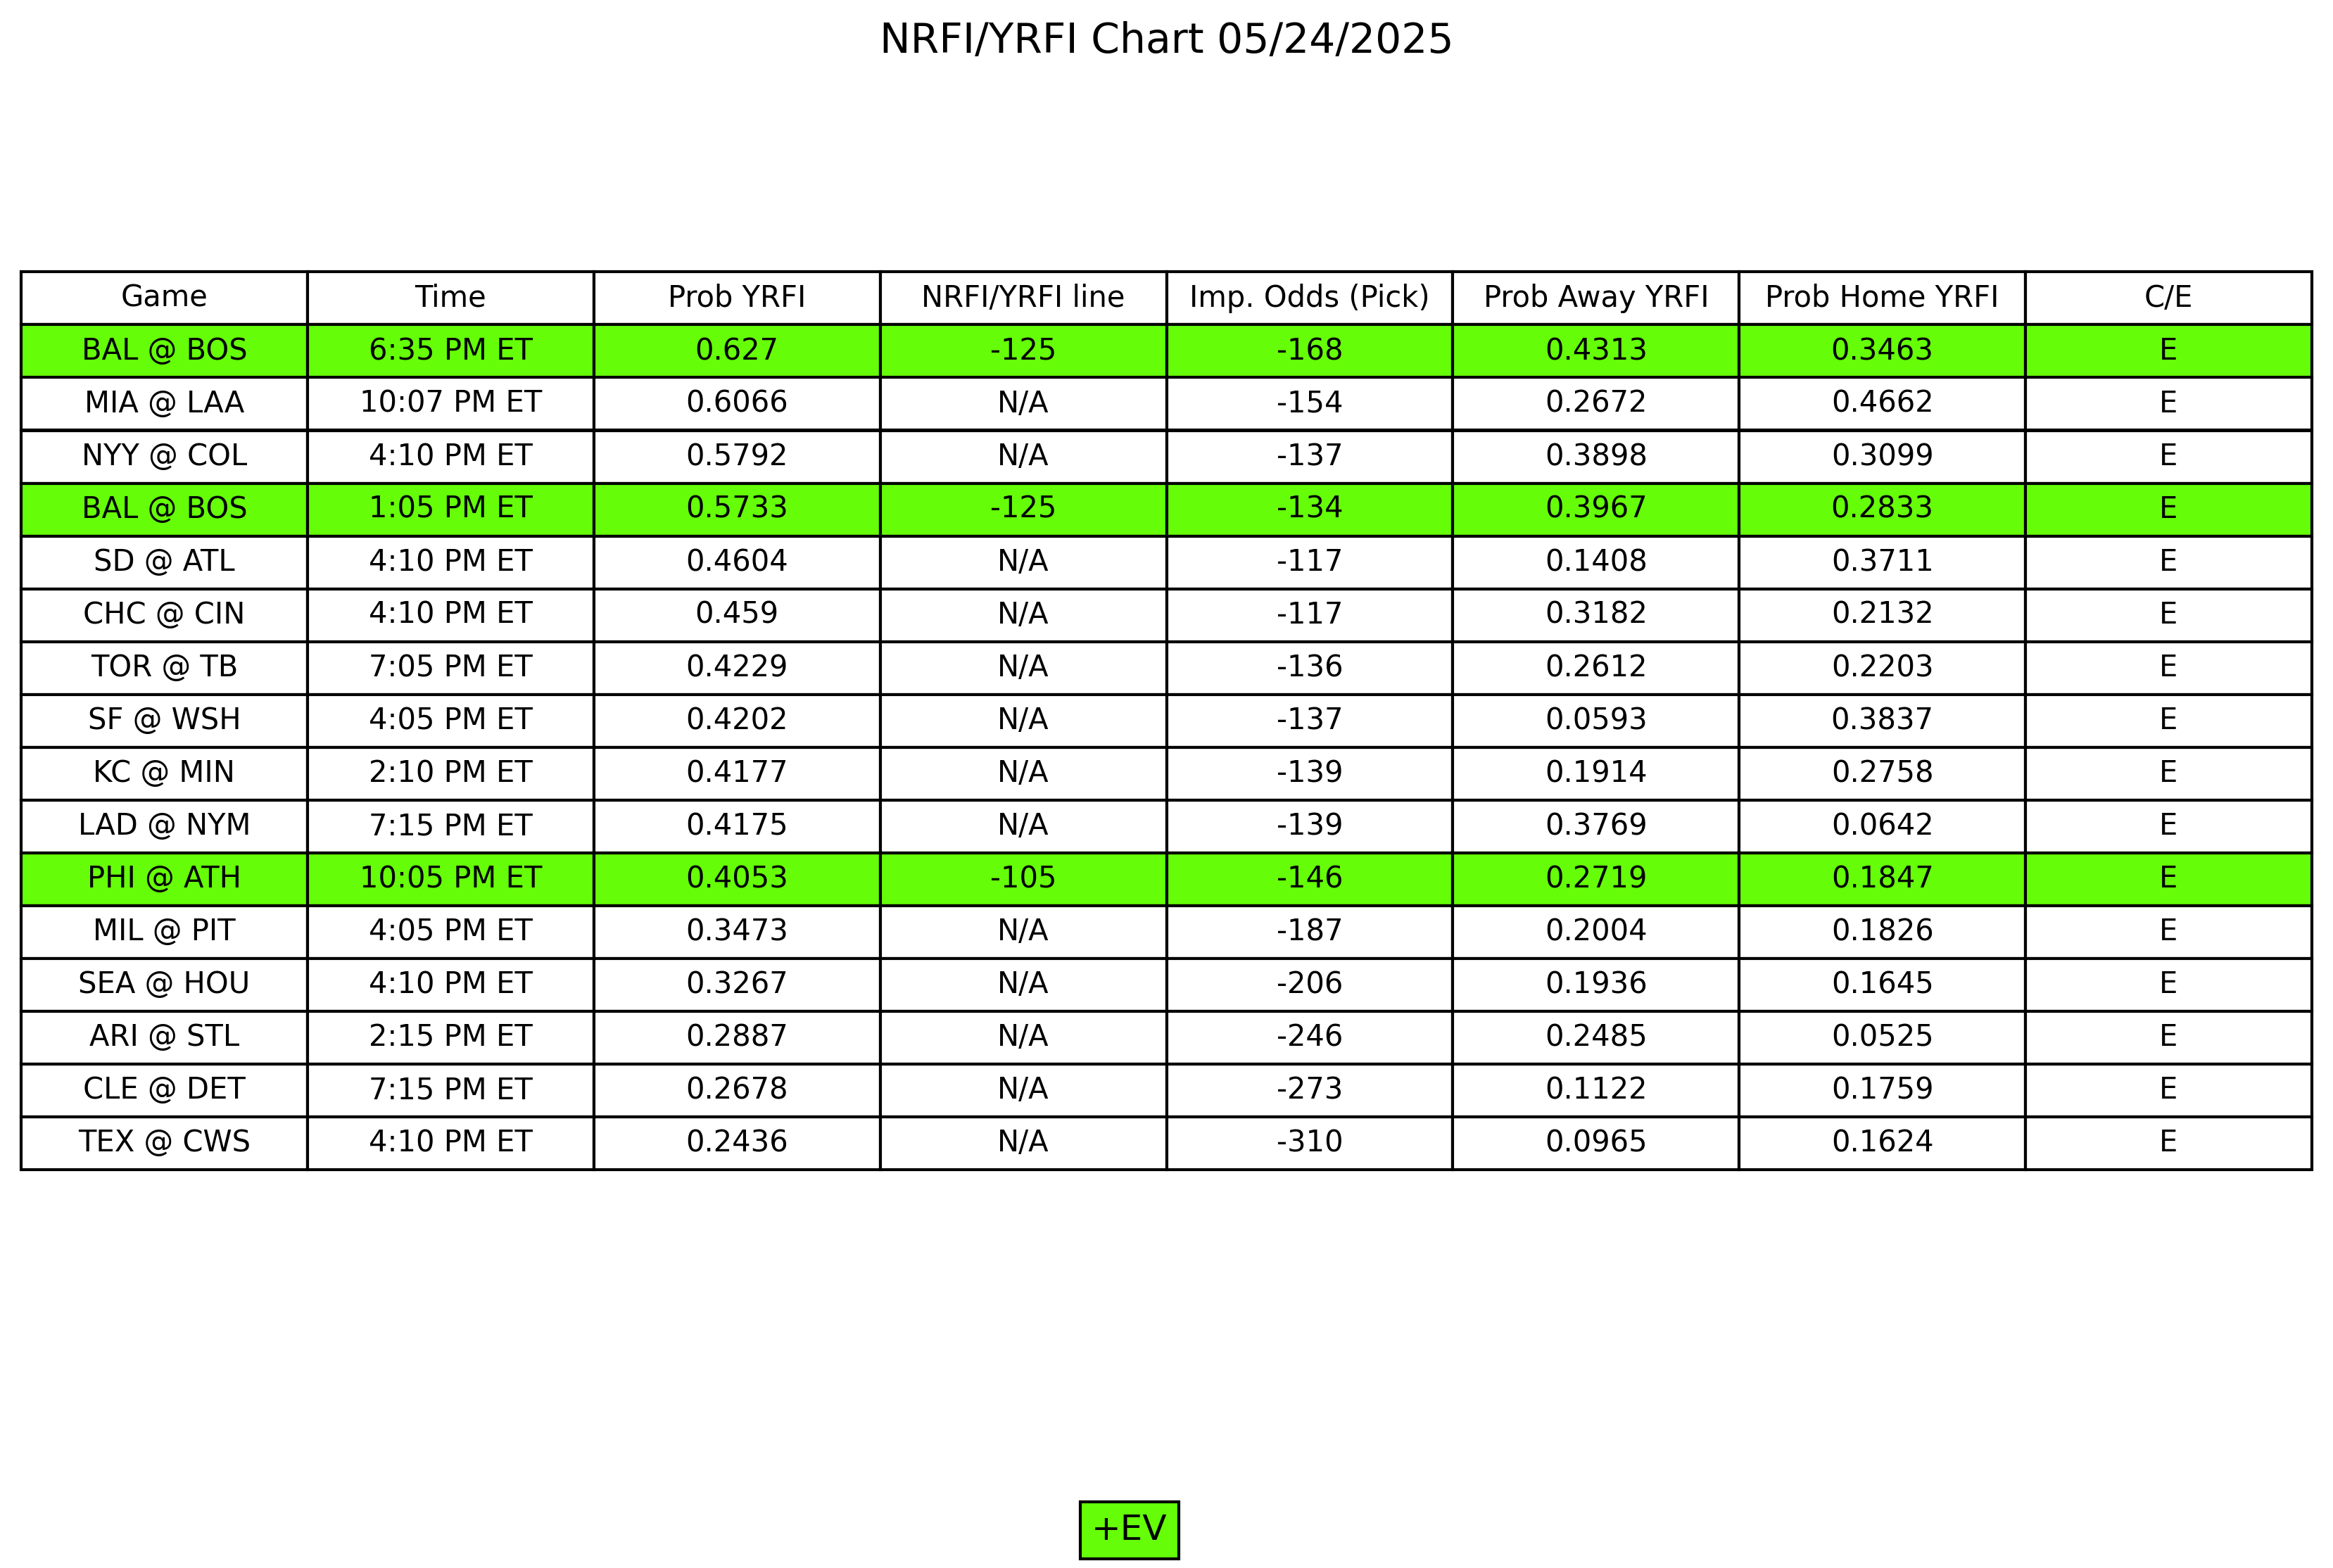 NRFI/YRFI Chart 05/24/2025
Game Time Prob YRFI NRFI/YRFI line Imp. Odds (Pick) Prob Away YRFI Prob Home YRFI C/E
BAL @ BOS 6:35 PM ET 0.627 -125 -168 0.4313 0.3463 E
MIA @ LAA 10:07 PM ET 0.6066 N/A -154 0.2672 0.4662 E
NYY @ COL 4:10 PM ET 0.5792 N/A -137 0.3898 0.3099 E
BAL @ BOS 1:05 PM ET 0.5733 -125 -134 0.3967 0.2833 E
SD @ ATL 4:10 PM ET 0.4604 N/A -117 0.1408 0.3711 E
CHC @ CIN 4:10 PM ET 0.459 N/A -117 0.3182 0.2132 E
TOR @ TB 7:05 PM ET 0.4229 N/A -136 0.2612 0.2203 E
SF @ WSH 4:05 PM ET 0.4202 N/A -137 0.0593 0.3837 E
KC @ MIN 2:10 PM ET 0.4177 N/A -139 0.1914 0.2758 E
LAD @ NYM 7:15 PM ET 0.4175 N/A -139 0.3769 0.0642 E
PHI @ ATH 10:05 PM ET 0.4053 -105 -146 0.2719 0.1847 E
MIL @ PIT 4:05 PM ET 0.3473 N/A -187 0.2004 0.1826 E
SEA @ HOU 4:10 PM ET 0.3267 N/A -206 0.1936 0.1645 E
ARI @ STL 2:15 PM ET 0.2887 N/A -246 0.2485 0.0525 E
CLE @ DET 7:15 PM ET 0.2678 N/A -273 0.1122 0.1759 E
TEX @ CWS 4:10 PM ET 0.2436 N/A -310 0.0965 0.1624 E
+EV